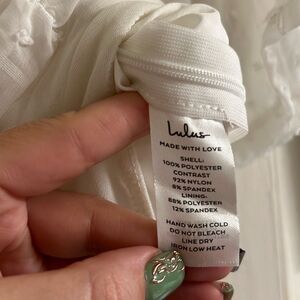 Lulus
MADE WITH LOVE
SHELL:
100% POLYESTER
CONTRAST
92% NYLON
8% SPANDEX
LINING:
88% POLYESTER
12% SPANDEX
HAND WASH COLD
DO NOT BLEACH
LINE DRY
IRON LOW HEAT